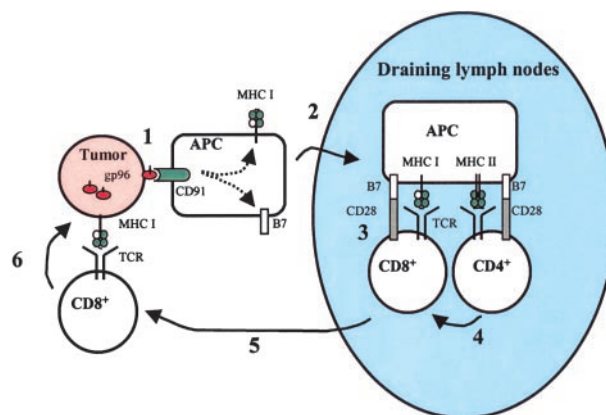 Draining lymph nodes
MHC I
2
1
APC
APC
Tumor
gp96
CD91
MHC I
MHC II
B7
B7
B7
CD28
CD28
MHC I
3
TCR
TCR
6
CD8+
CD4+
CD8+
4
5